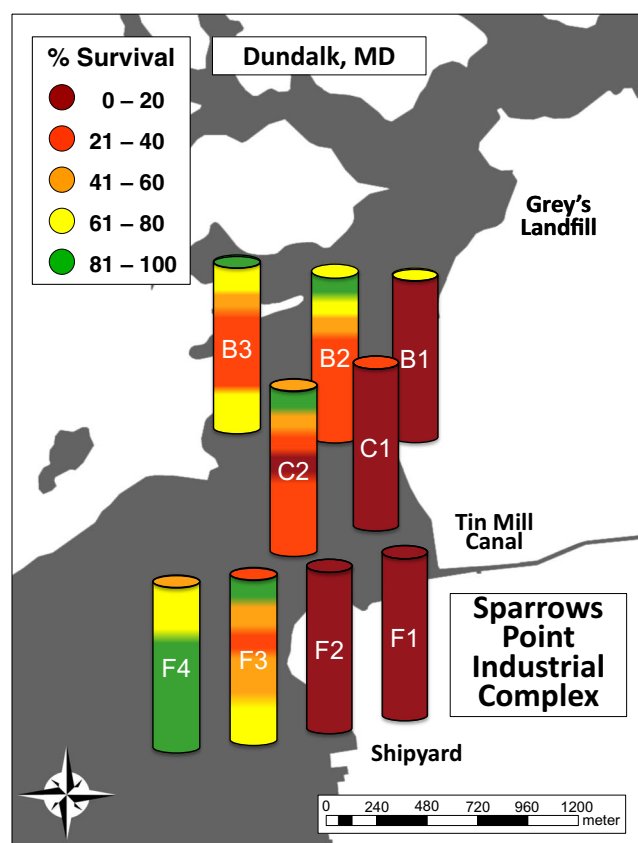 % Survival
0 – 20
21 – 40
41 – 60
61 – 80
81 – 100
Dundalk, MD
Grey's
Landfill
B3
B2
B1
C2
C1
Tin Mill
Canal
F4
F3
F2
F1
Sparrows
Point
Industrial
Complex
Shipyard
0 240 480 720 960 1200
meter